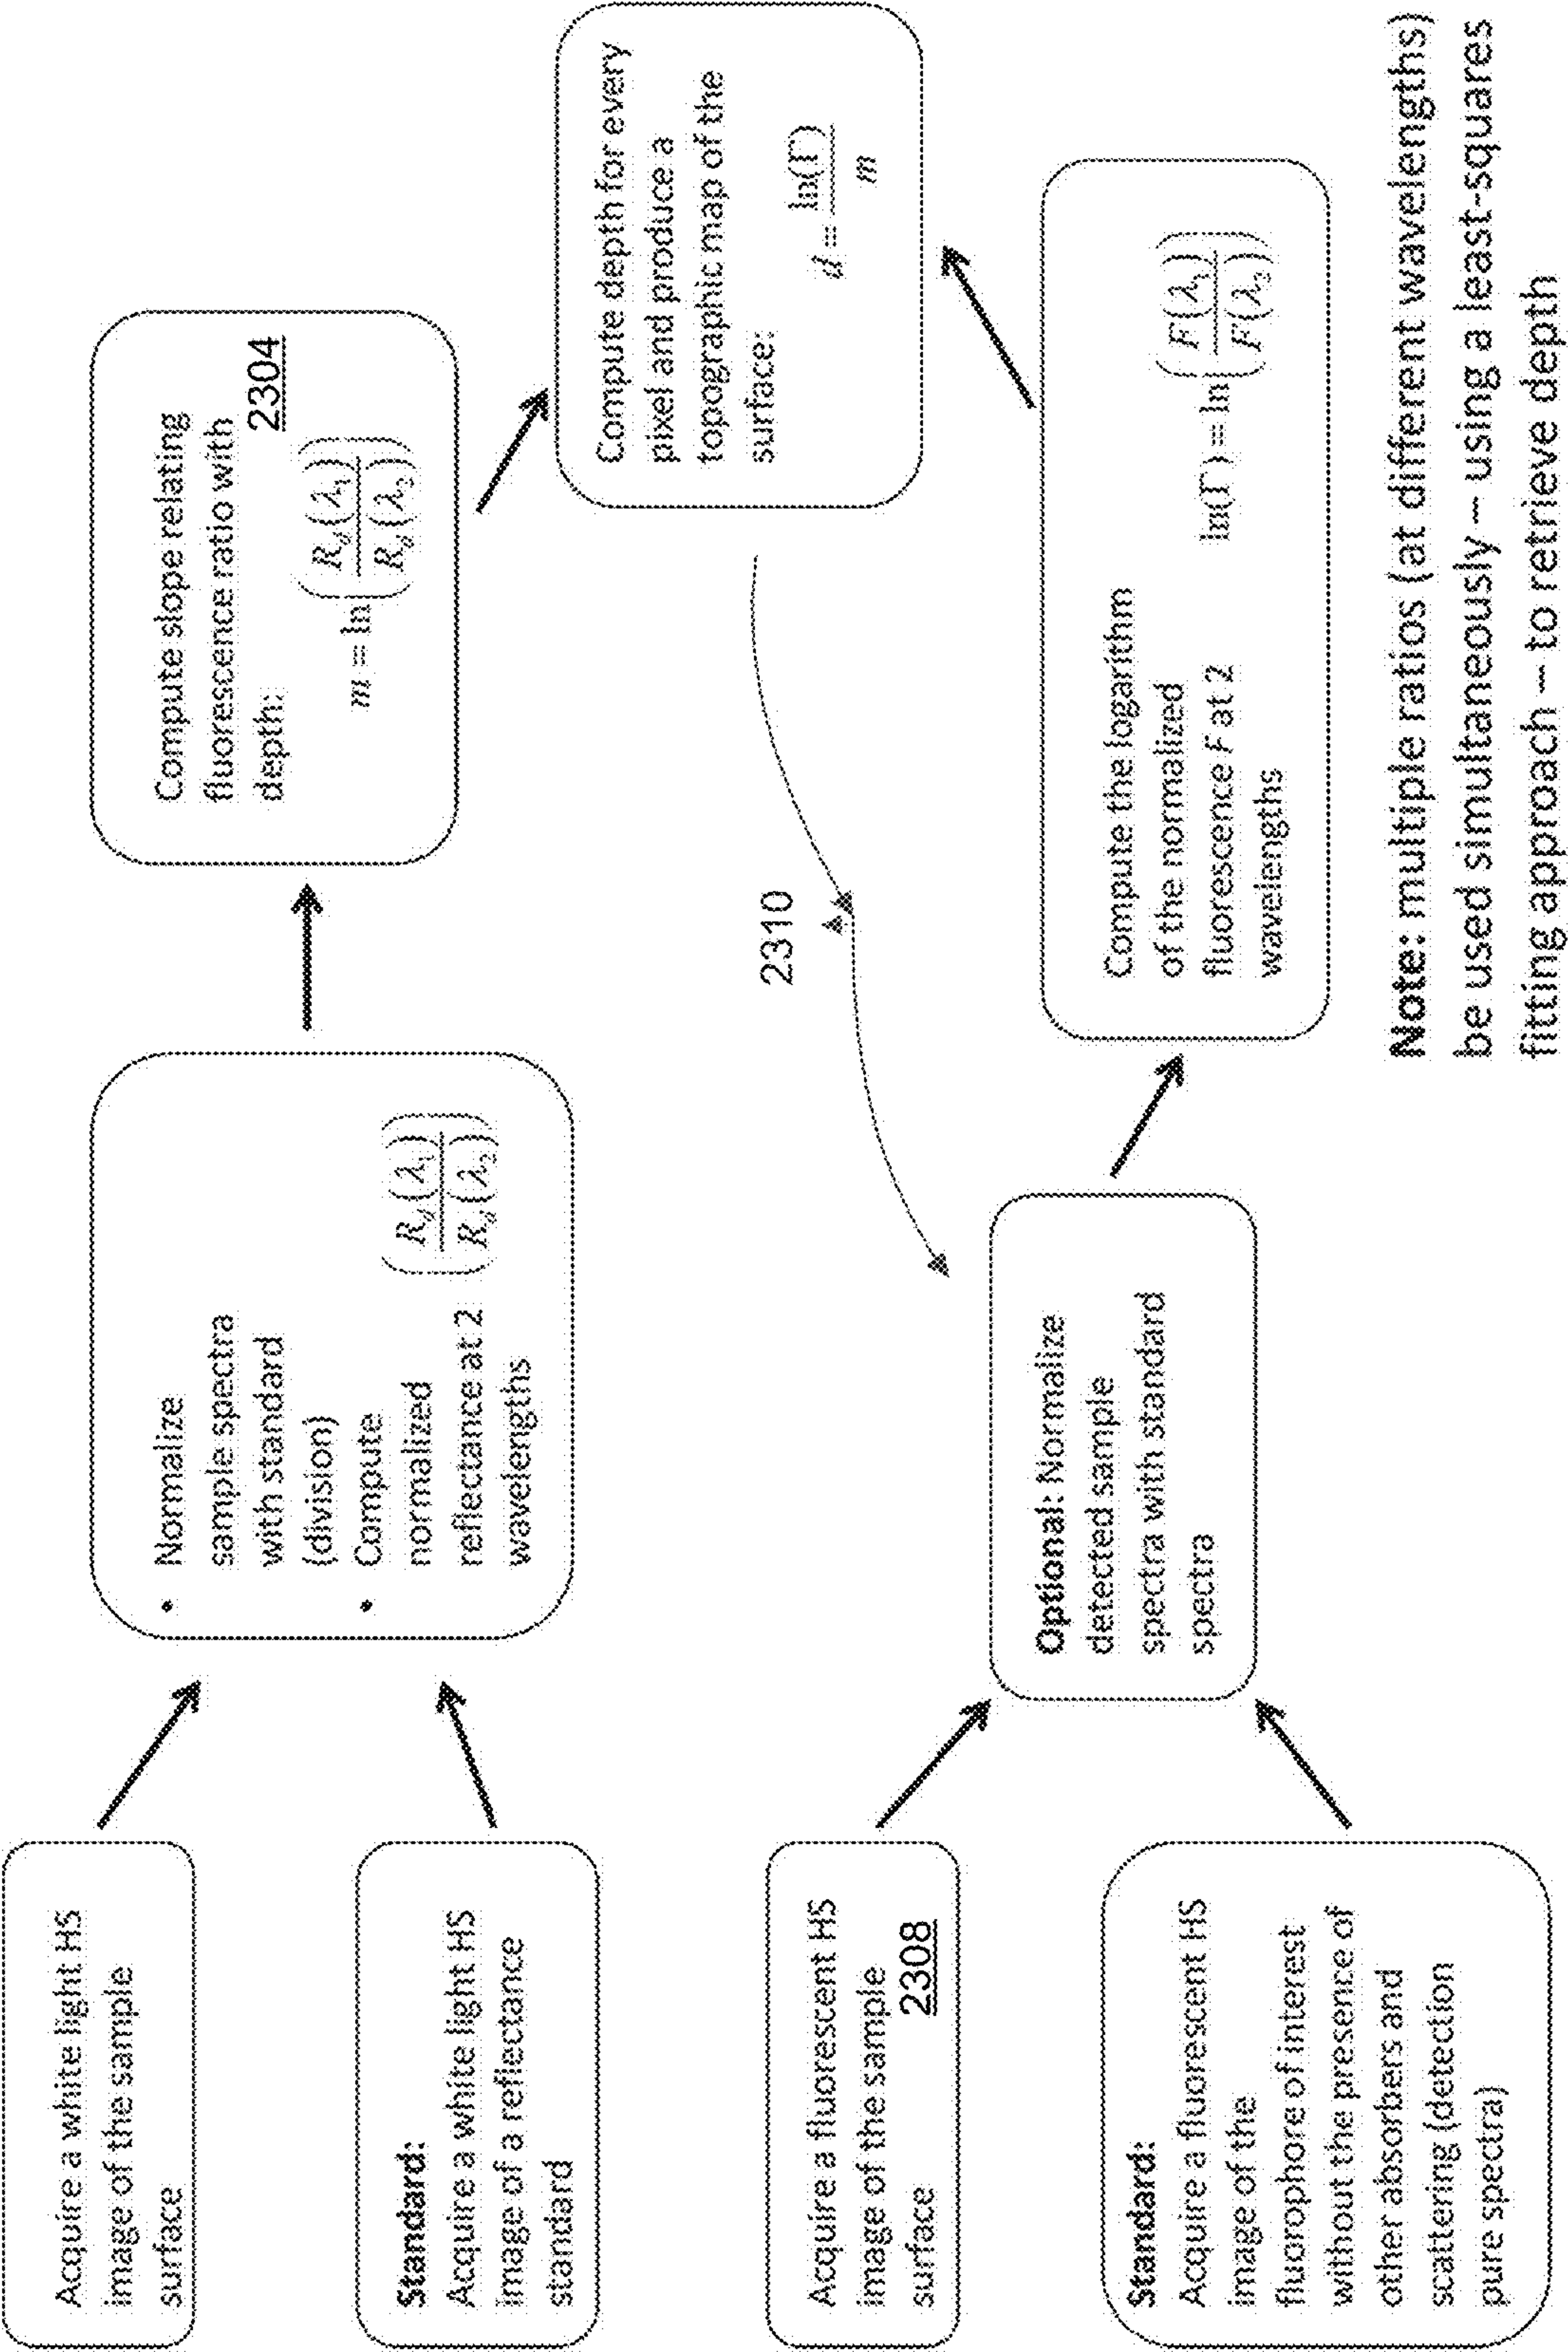 Acquire a white light HS
image of the sample
surface
Standard:
Acquire a white light HS
image of a reflectance
standard
• Normalize
sample spectra
with standard
(division)
• Compute
normalized
reflectance at 2
wavelengths
(R_d(λ_1)/R_d(λ_2))
Compute slope relating
fluorescence ratio with
depth:
2304
m = ln(R_d(λ_1)/R_d(λ_2))
Compute depth for every
pixel and produce a
topographic map of the
surface:
d = ln(Γ)/m
2310
Acquire a fluorescent HS
image of the sample
surface
2308
Standard:
Acquire a fluorescent HS
image of the
fluorophore of interest
without the presence of
other absorbers and
scattering (detection
pure spectra)
Optional: Normalize
detected sample
spectra with standard
spectra
Compute the logarithm
of the normalized
fluorescence F at 2
wavelengths
ln(Γ) = ln(F(λ_1)/F(λ_2))
Note: multiple ratios (at different wavelengths)
be used simultaneously – using a least-squares
fitting approach – to retrieve depth